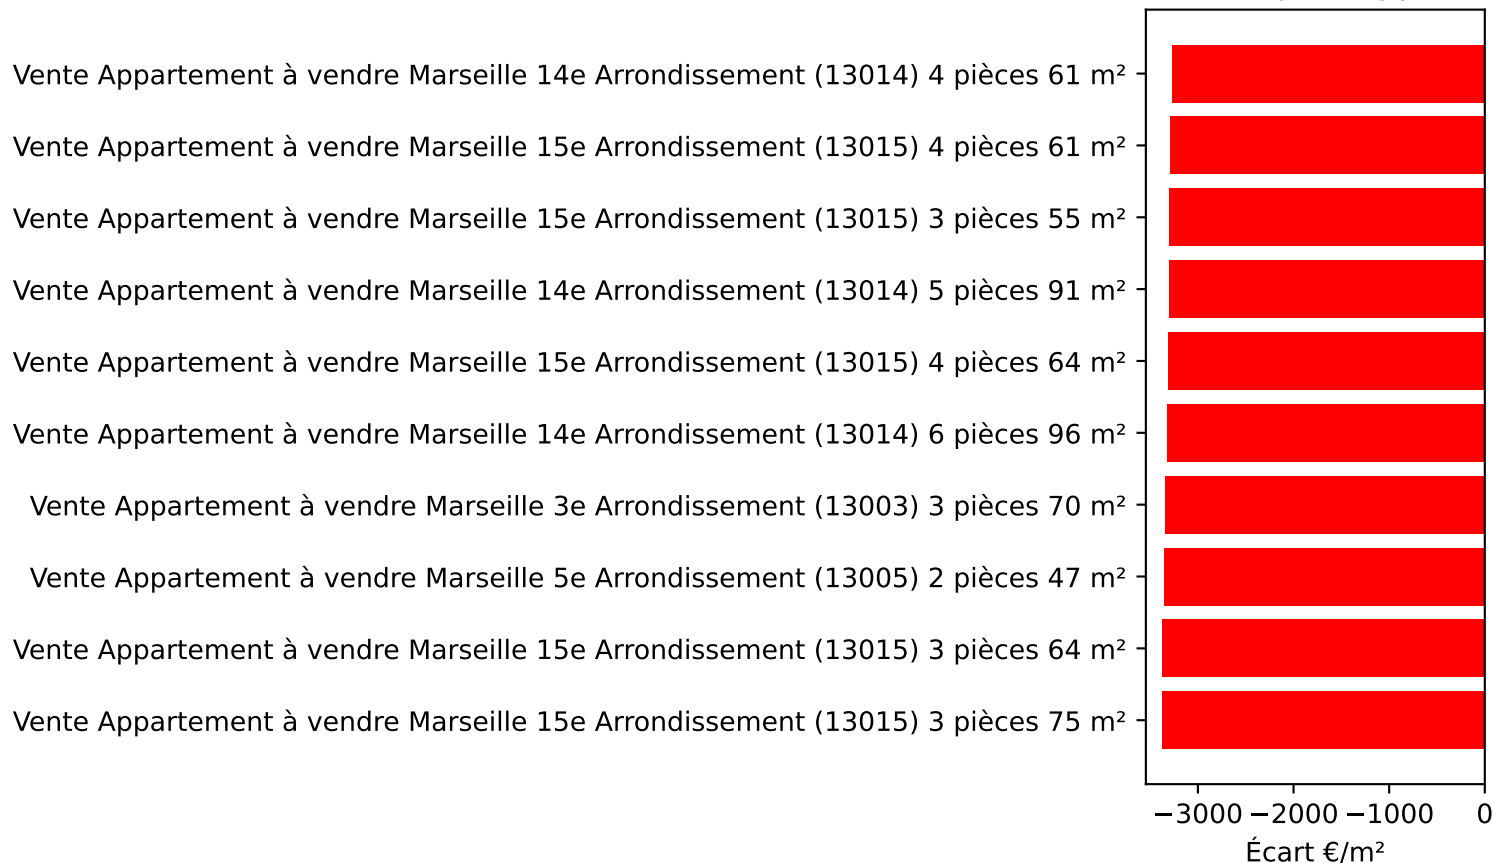 Vente Appartement à vendre Marseille 14e Arrondissement (13014) 4 pièces 61 m²
Vente Appartement à vendre Marseille 15e Arrondissement (13015) 4 pièces 61 m²
Vente Appartement à vendre Marseille 15e Arrondissement (13015) 3 pièces 55 m²
Vente Appartement à vendre Marseille 14e Arrondissement (13014) 5 pièces 91 m²
Vente Appartement à vendre Marseille 15e Arrondissement (13015) 4 pièces 64 m²
Vente Appartement à vendre Marseille 14e Arrondissement (13014) 6 pièces 96 m²
Vente Appartement à vendre Marseille 3e Arrondissement (13003) 3 pièces 70 m²
Vente Appartement à vendre Marseille 5e Arrondissement (13005) 2 pièces 47 m²
Vente Appartement à vendre Marseille 15e Arrondissement (13015) 3 pièces 64 m²
Vente Appartement à vendre Marseille 15e Arrondissement (13015) 3 pièces 75 m²
−3000 −2000 −1000 0
Écart €/m²